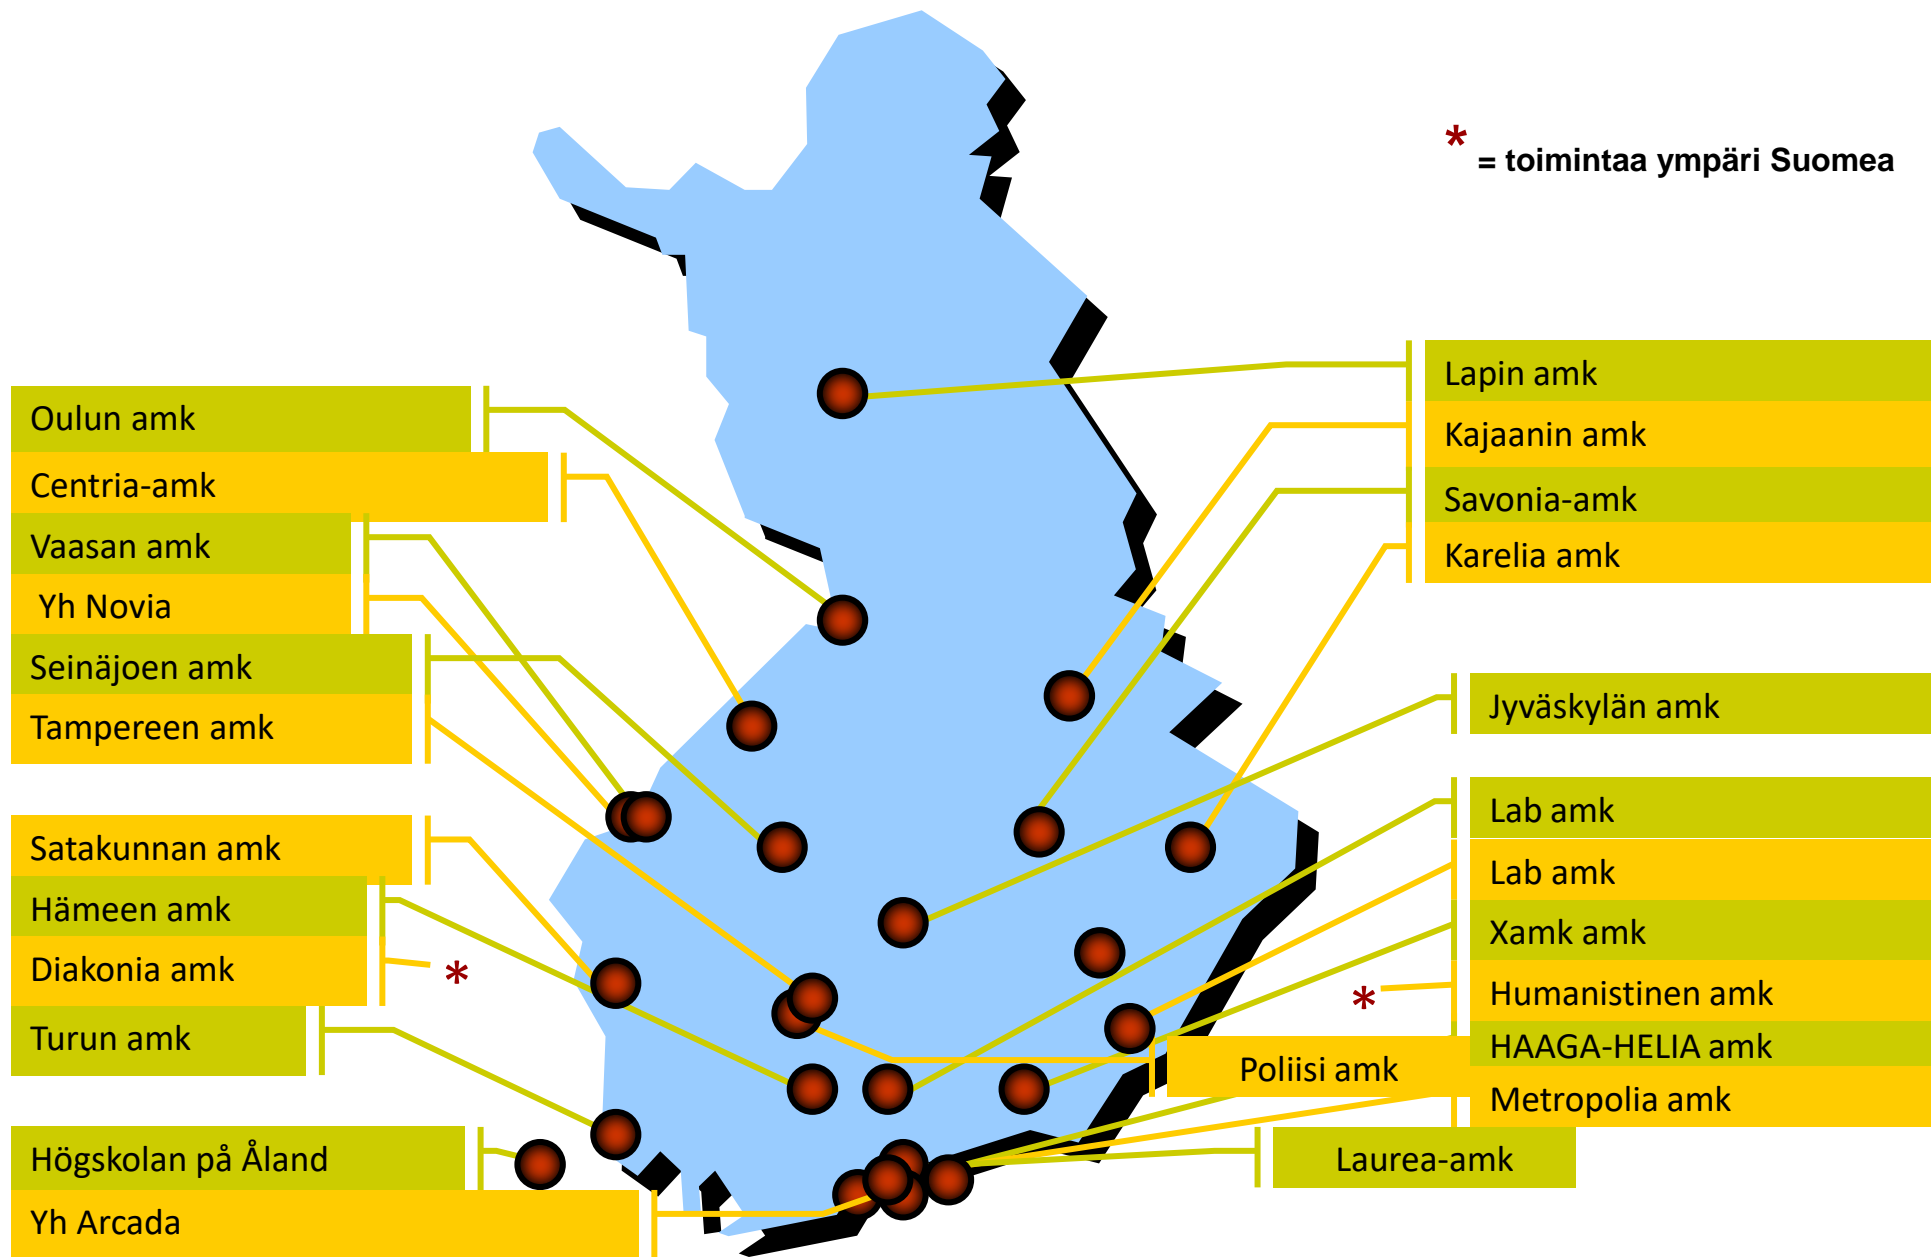 *
= toimintaa ympäri Suomea
Oulun amk
Centria-amk
Vaasan amk
Yh Novia
Seinäjoen amk
Tampereen amk
Satakunnan amk
Hämeen amk
Diakonia amk
*
Turun amk
Högskolan på Åland
Yh Arcada
Lapin amk
Kajaanin amk
Savonia-amk
Karelia amk
Jyväskylän amk
Lab amk
Lab amk
Xamk amk
*
Humanistinen amk
HAAGA-HELIA amk
Poliisi amk
Metropolia amk
Laurea-amk